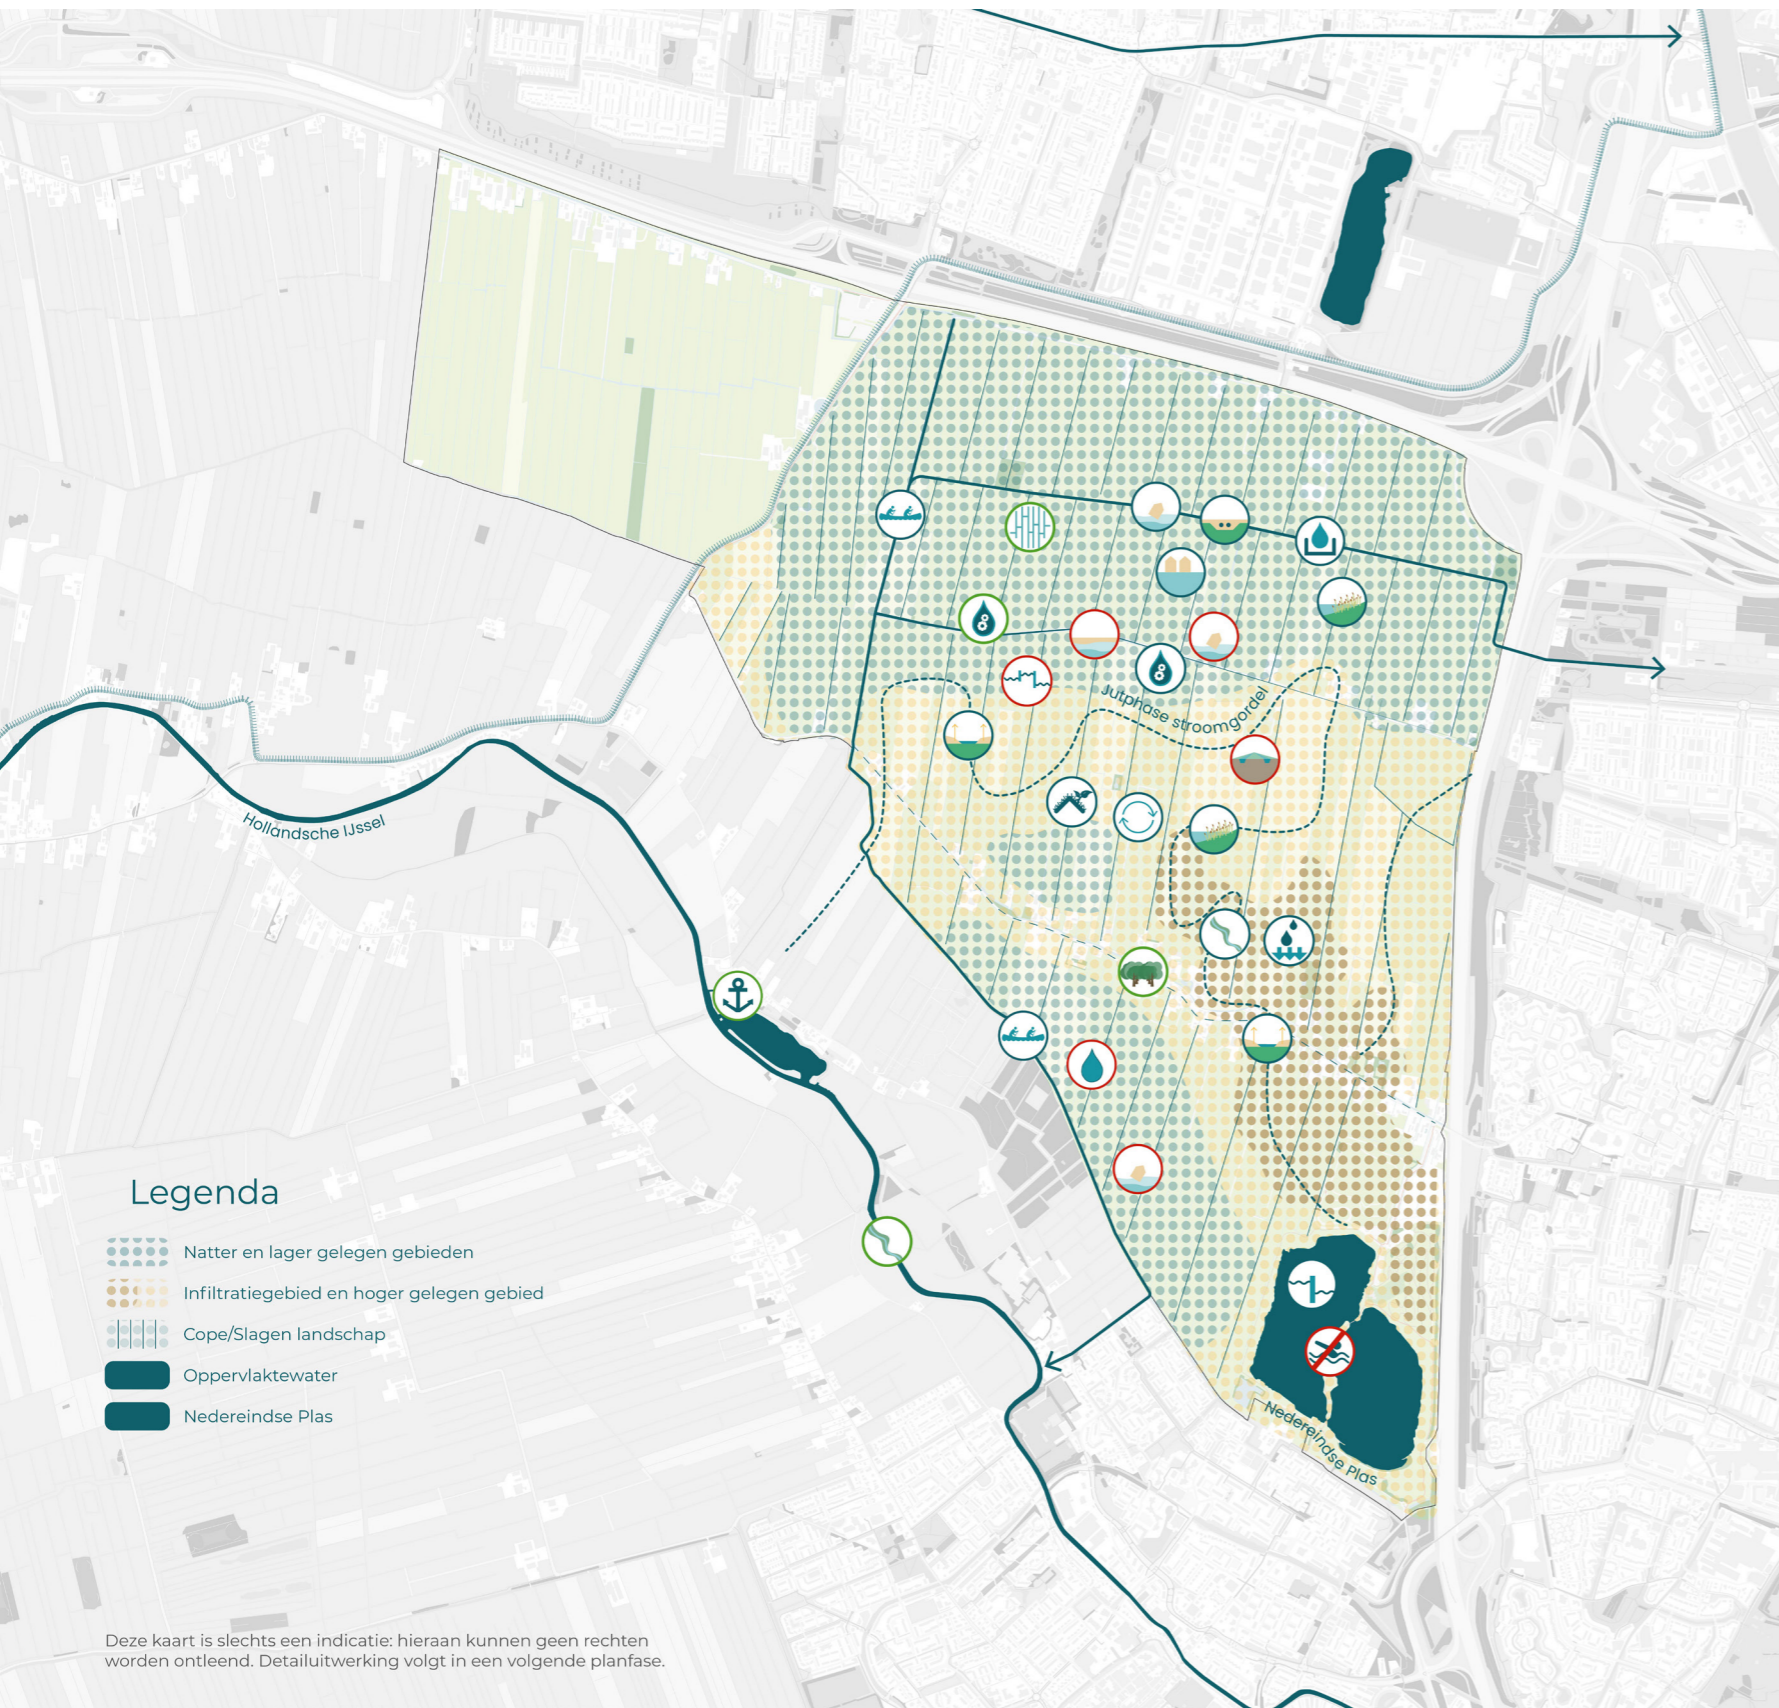 Jutphase stroomgordel
Hollandsche IJssel
Legenda
Natter en lager gelegen gebieden
Infiltratiegebied en hoger gelegen gebied
Cope/Slagen landschap
Oppervlaktewater
Nedereindse Plas
Nedereindse Plas
Deze kaart is slechts een indicatie: hieraan kunnen geen rechten
worden ontleend. Detailuitwerking volgt in een volgende planfase.